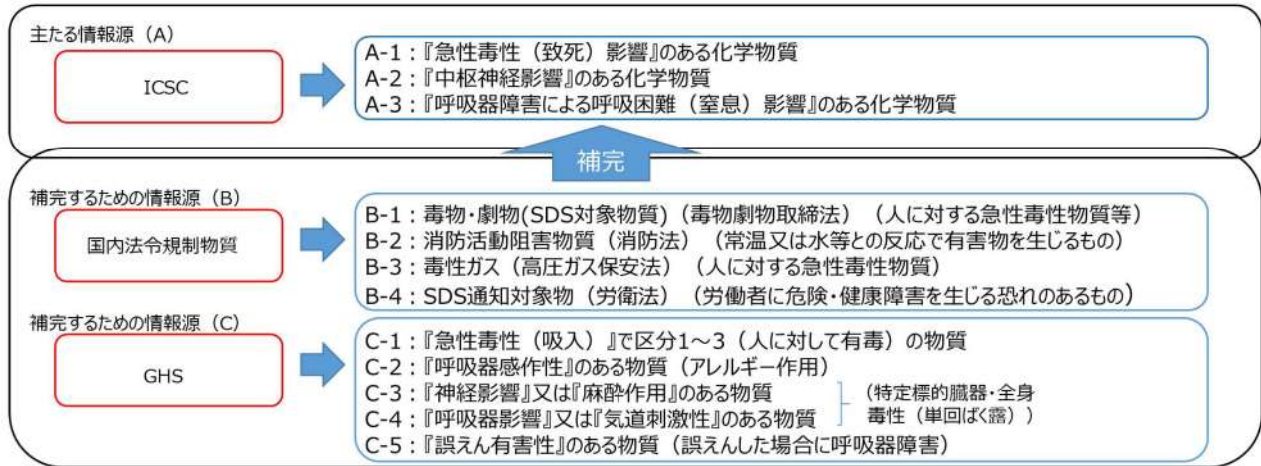 主たる情報源（A）
ICSC
A-1：『急性毒性（致死）影響』のある化学物質
A-2：『中枢神経影響』のある化学物質
A-3：『呼吸器障害による呼吸困難（窒息）影響』のある化学物質
補完
補完するための情報源（B）
国内法令規制物質
B-1：毒物・劇物(SDS対象物質)（毒物劇物取締法）（人に対する急性毒性物質等）
B-2：消防活動阻害物質（消防法）（常温又は水等との反応で有害物を生じるもの）
B-3：毒性ガス（高圧ガス保安法）（人に対する急性毒性物質）
B-4：SDS通知対象物（労衛法）（労働者に危険・健康障害を生じる恐れのあるもの）
補完するための情報源（C）
GHS
C-1：『急性毒性（吸入）』で区分1～3（人に対して有毒）の物質
C-2：『呼吸器感作性』のある物質（アレルギー作用）
C-3：『神経影響』又は『麻酔作用』のある物質
C-4：『呼吸器影響』又は『気道刺激性』のある物質
（特定標的臓器・全身
毒性（単回ばく露））
C-5：『誤えん有害性』のある物質（誤えんした場合に呼吸器障害）